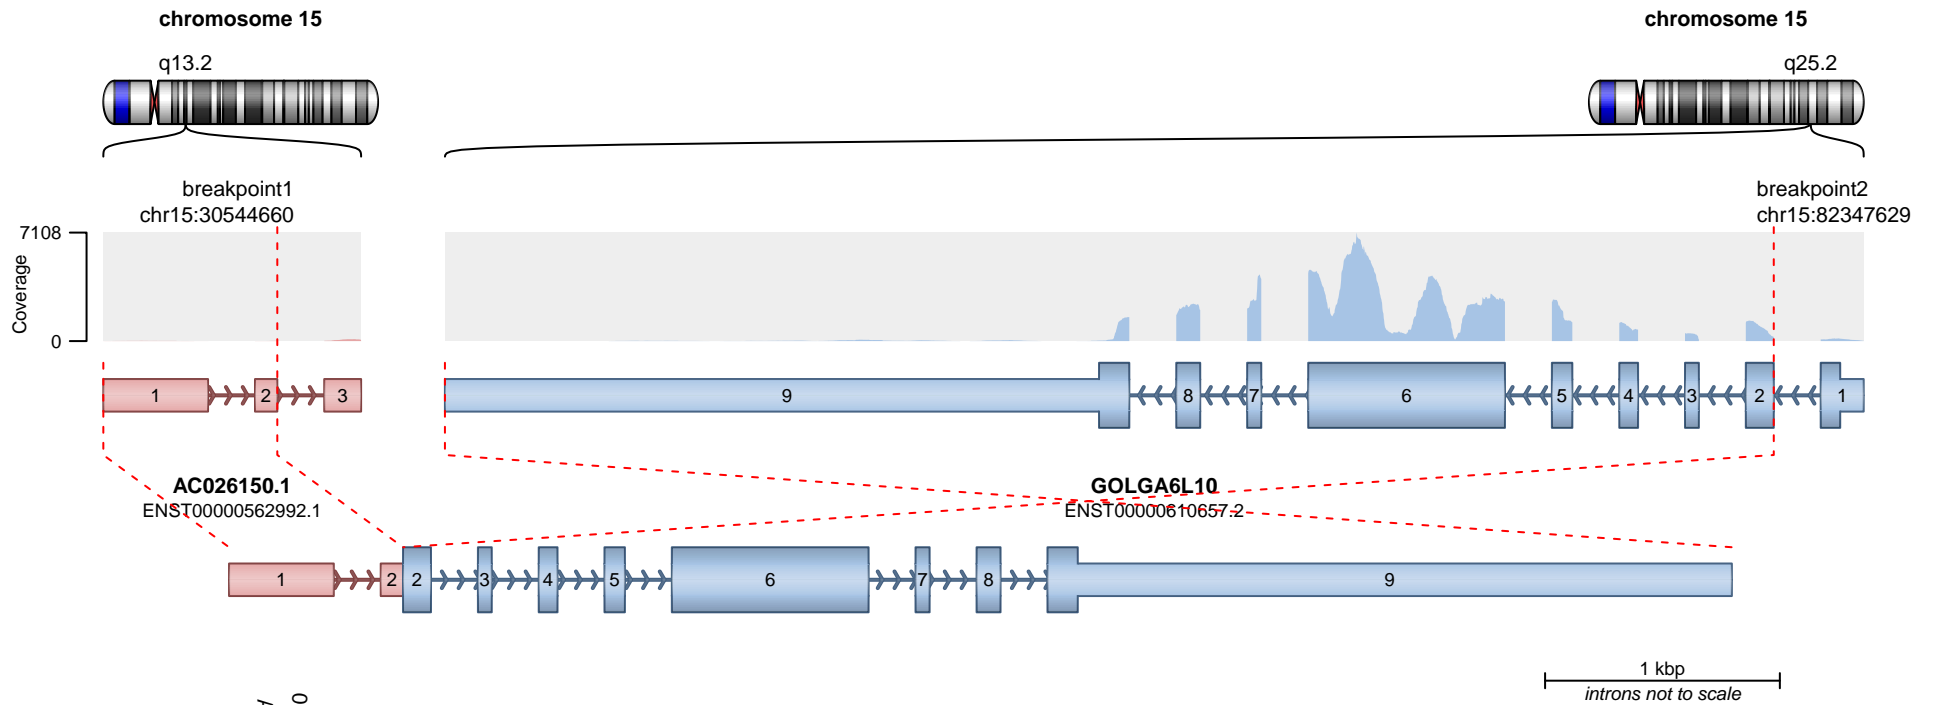 chromosome 15
chromosome 15
q13.2
q25.2
breakpoint1
chr15:30544660
breakpoint2
chr15:82347629
7108
Coverage
0
1 2 3
9 8 7 6 5 4 3 2 1
AC026150.1
ENST00000562992.1
GOLGA6L10
ENST00000610657.2
1 2 2 3 4 5 6 7 8 9
1 kbp
introns not to scale
0